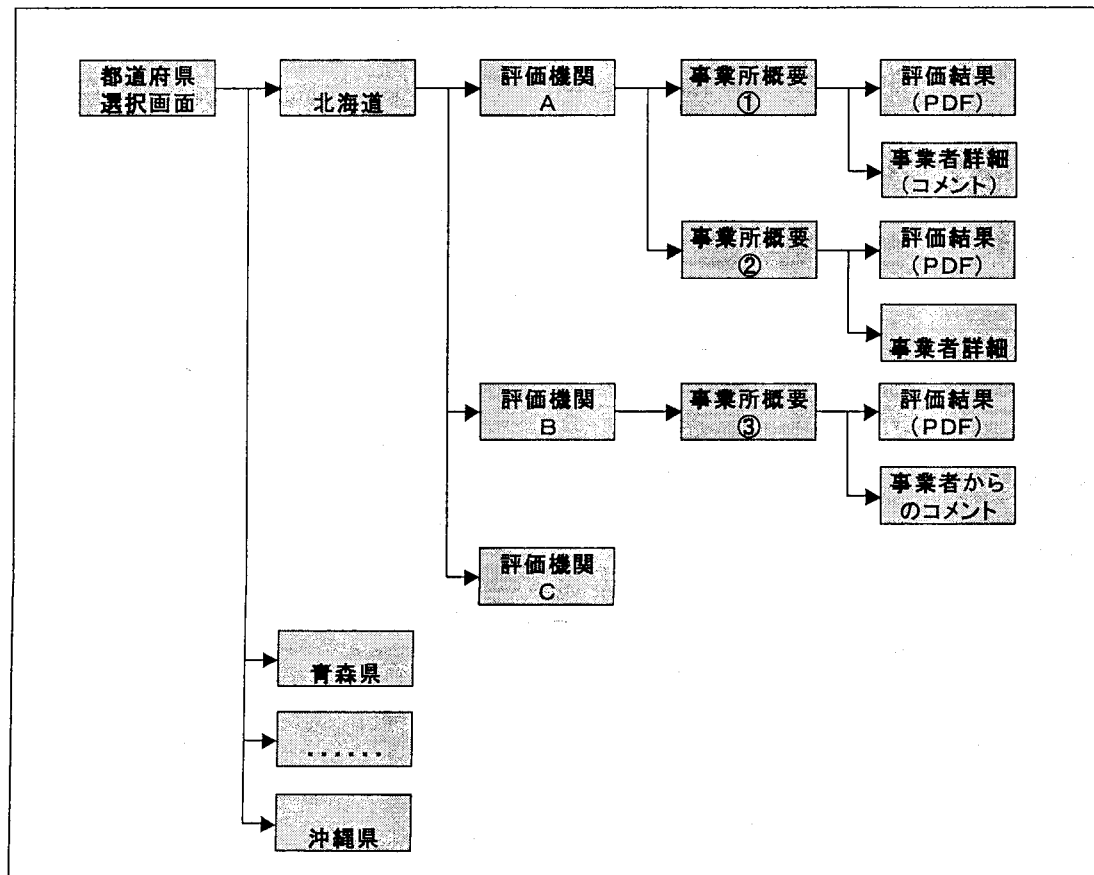 都道府県
選択画面
北海道
評価機関
A
事業所概要
①
評価結果
(PDF)
事業者詳細
(コメント)
事業所概要
②
評価結果
(PDF)
事業者詳細
評価機関
B
事業所概要
③
評価結果
(PDF)
事業者から
のコメント
評価機関
C
青森県
......
沖縄県